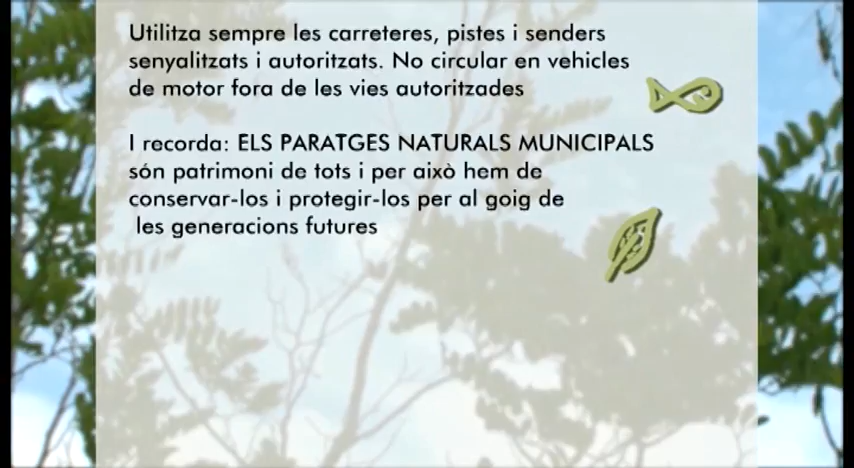 Utilitza sempre les carreteres, pistes i senders
senyalitzats i autoritzats. No circular en vehicles
de motor fora de les vies autoritzades
I recorda: ELS PARATGES NATURALS MUNICIPALS
són patrimoni de tots i per això hem de
conservar-los i protegir-los per al goig de
les generacions futures